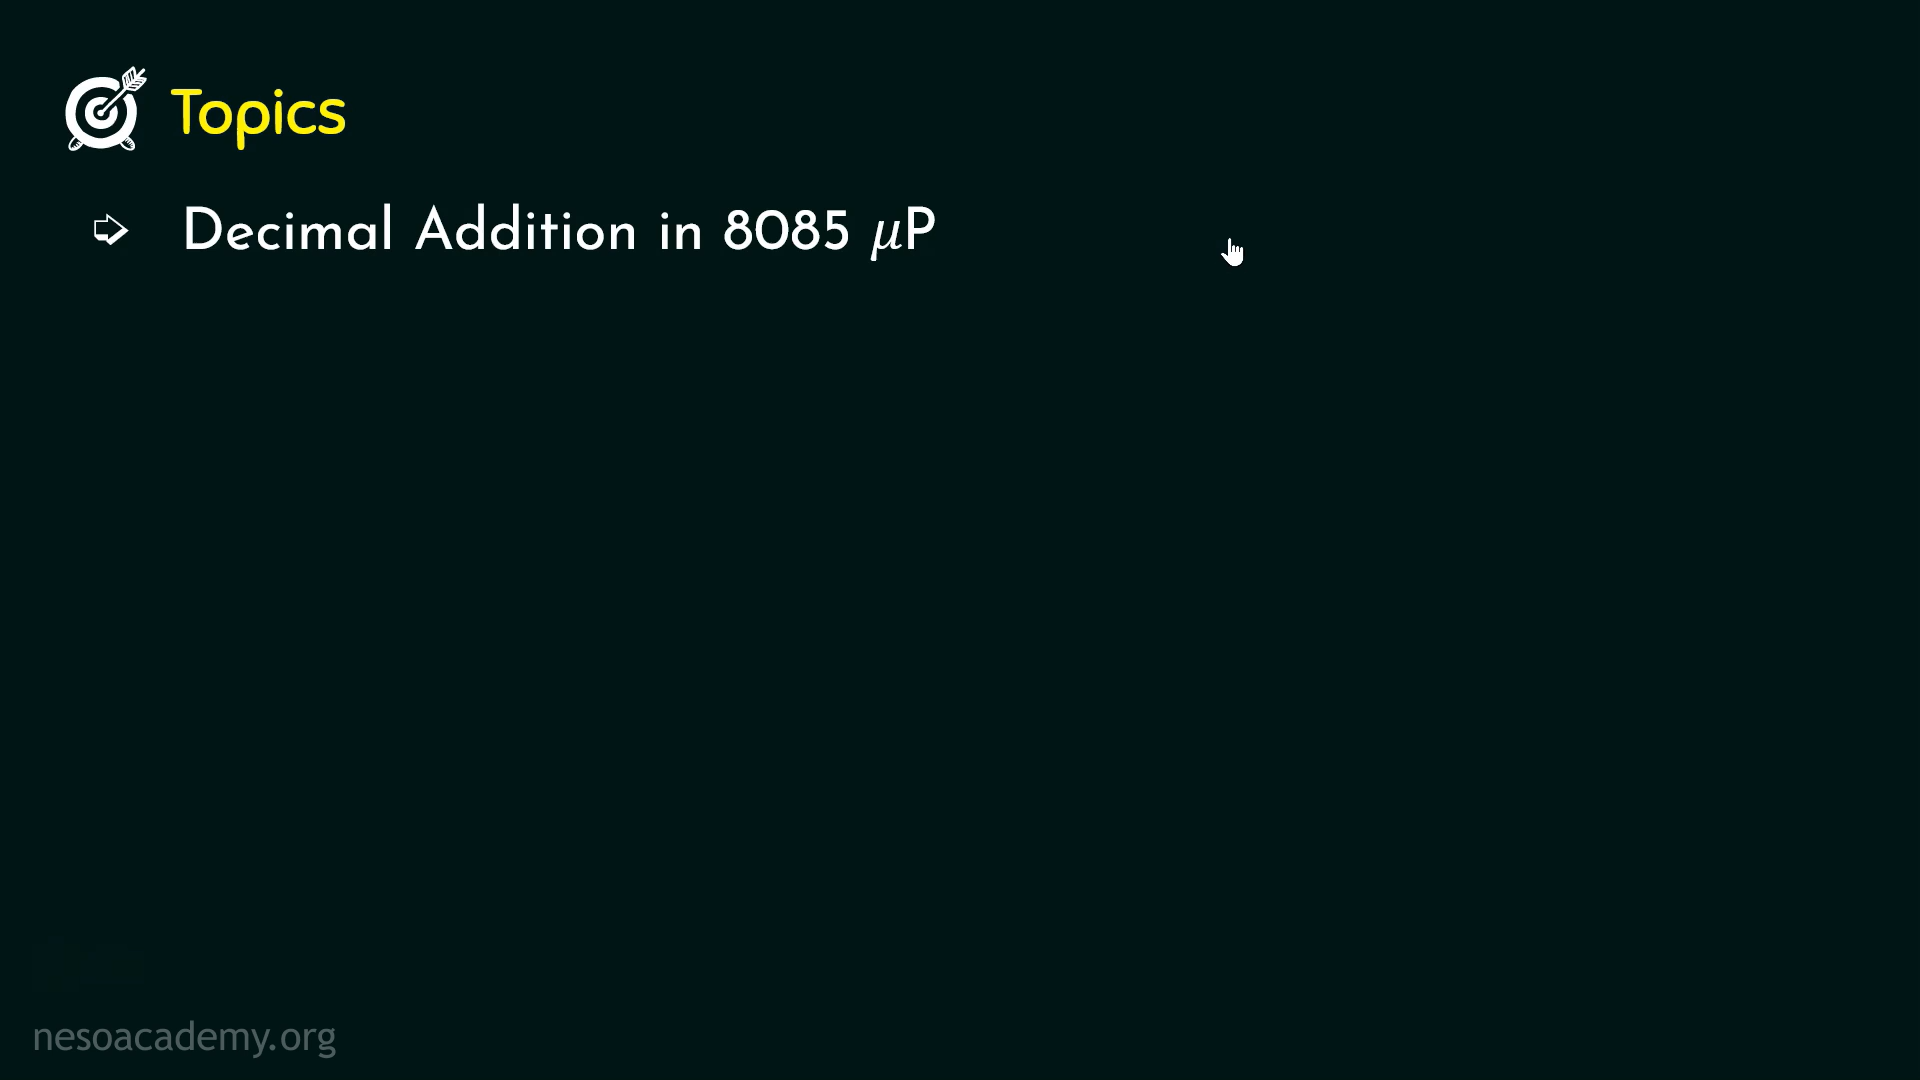 Topics
➩ Decimal Addition in 8085 μP
nesoacademy.org